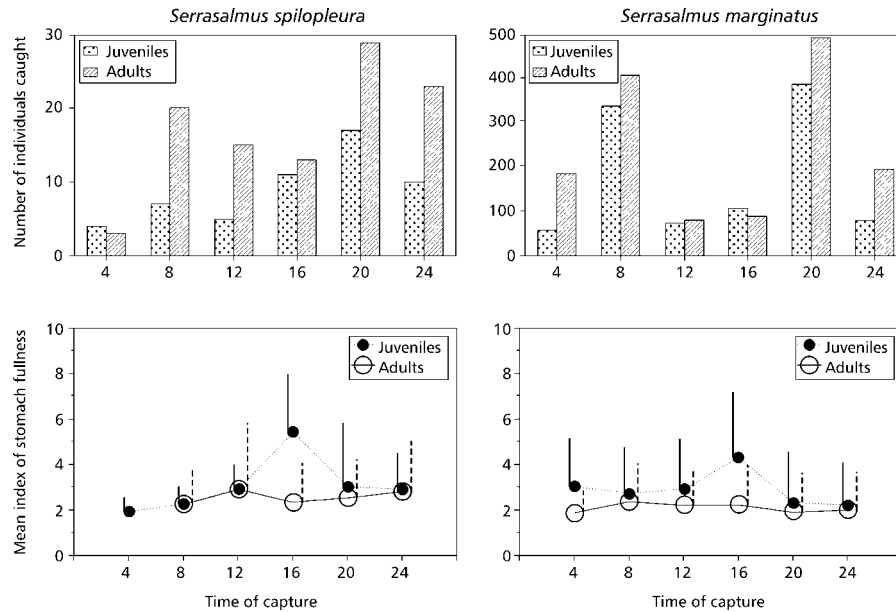 Serrasalmus spilopleura
Number of individuals caught
30
20
10
0
Juveniles
Adults
4 8 12 16 20 24
Serrasalmus marginatus
500
400
300
200
100
0
Juveniles
Adults
4 8 12 16 20 24
Mean index of stomach fullness
10
8
6
4
2
0
Juveniles
Adults
4 8 12 16 20 24
Time of capture
10
8
6
4
2
0
Juveniles
Adults
4 8 12 16 20 24
Time of capture